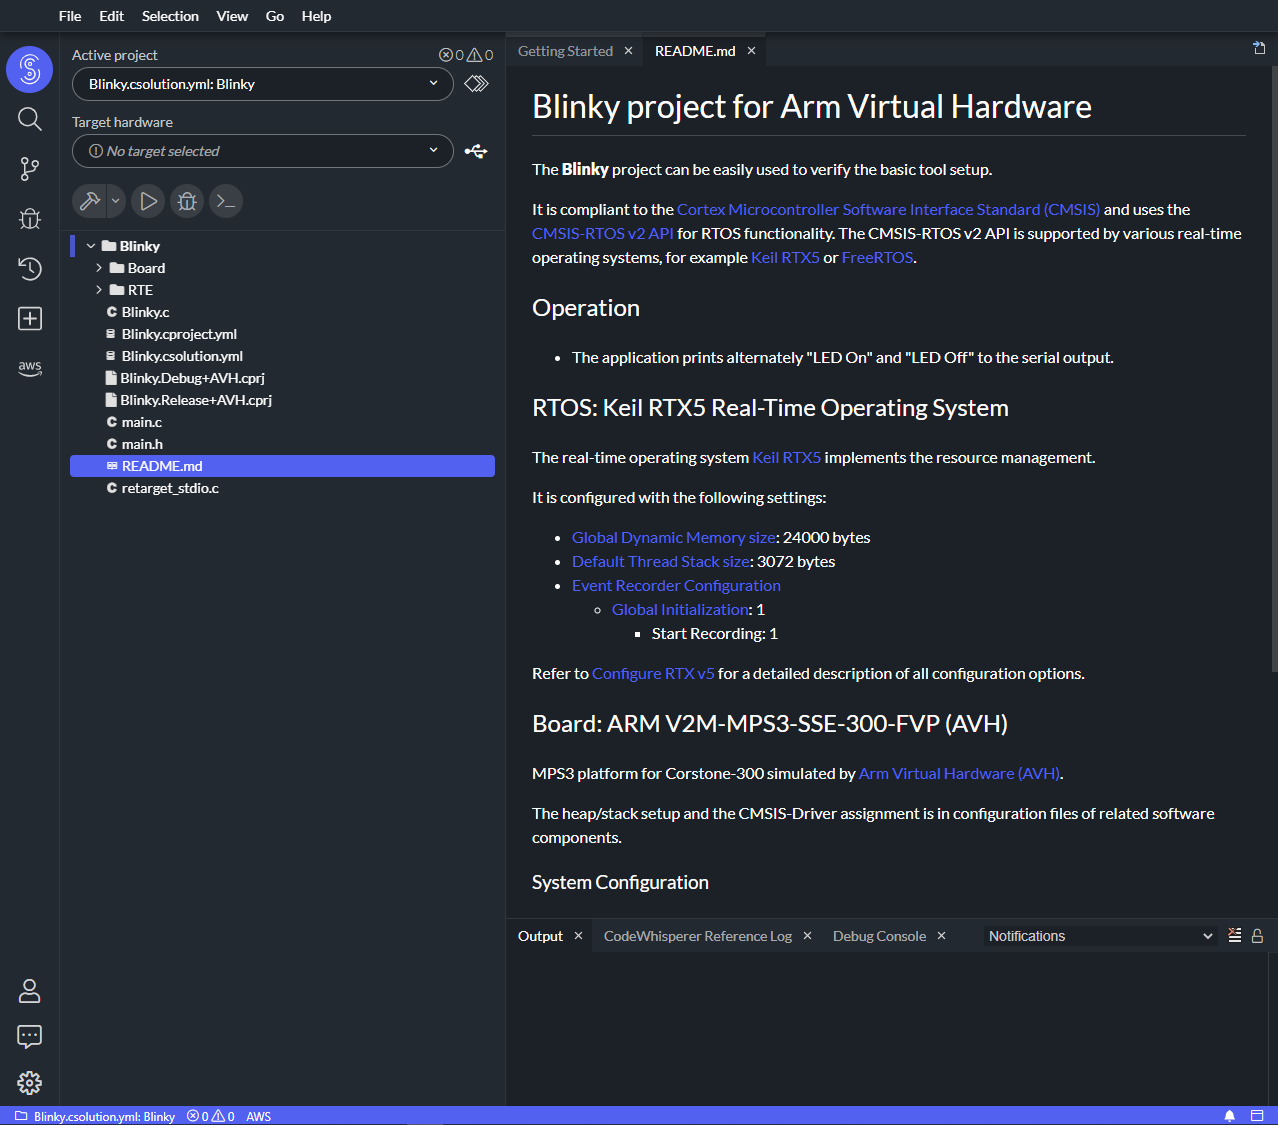 File Edit Selection View Go Help
Active project
0 0
Blinky.csolution.yml: Blinky
Target hardware
No target selected
Blinky
Board
RTE
Blinky.c
Blinky.cproject.yml
Blinky.csolution.yml
Blinky.Debug+AVH.cprj
Blinky.Release+AVH.cprj
main.c
main.h
README.md
retarget_stdio.c
aws
Getting Started
README.md
Blinky project for Arm Virtual Hardware
The Blinky project can be easily used to verify the basic tool setup.
It is compliant to the Cortex Microcontroller Software Interface Standard (CMSIS) and uses the
CMSIS-RTOS v2 API for RTOS functionality. The CMSIS-RTOS v2 API is supported by various real-time
operating systems, for example Keil RTX5 or FreeRTOS.
Operation
• The application prints alternately "LED On" and "LED Off" to the serial output.
RTOS: Keil RTX5 Real-Time Operating System
The real-time operating system Keil RTX5 implements the resource management.
It is configured with the following settings:
• Global Dynamic Memory size: 24000 bytes
• Default Thread Stack size: 3072 bytes
• Event Recorder Configuration
◦ Global Initialization: 1
▪ Start Recording: 1
Refer to Configure RTX v5 for a detailed description of all configuration options.
Board: ARM V2M-MPS3-SSE-300-FVP (AVH)
MPS3 platform for Corstone-300 simulated by Arm Virtual Hardware (AVH).
The heap/stack setup and the CMSIS-Driver assignment is in configuration files of related software
components.
System Configuration
Output CodeWhisperer Reference Log Debug Console Notifications
Blinky.csolution.yml: Blinky 0 0 AWS